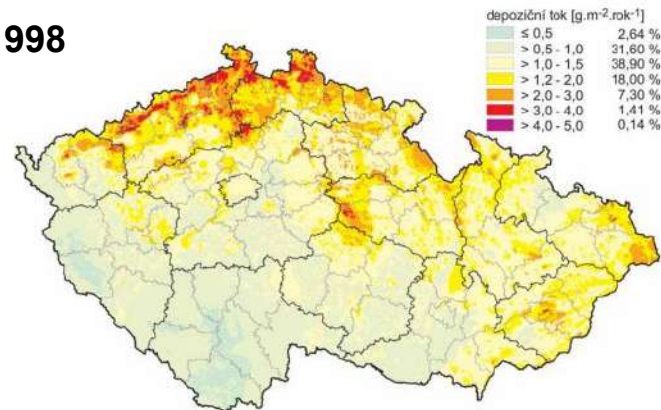 998
depoziční tok [g.m-2.rok-1]
≤ 0,5 2,64 %
> 0,5 - 1,0 31,60 %
> 1,0 - 1,5 38,90 %
> 1,2 - 2,0 18,00 %
> 2,0 - 3,0 7,30 %
> 3,0 - 4,0 1,41 %
> 4,0 - 5,0 0,14 %